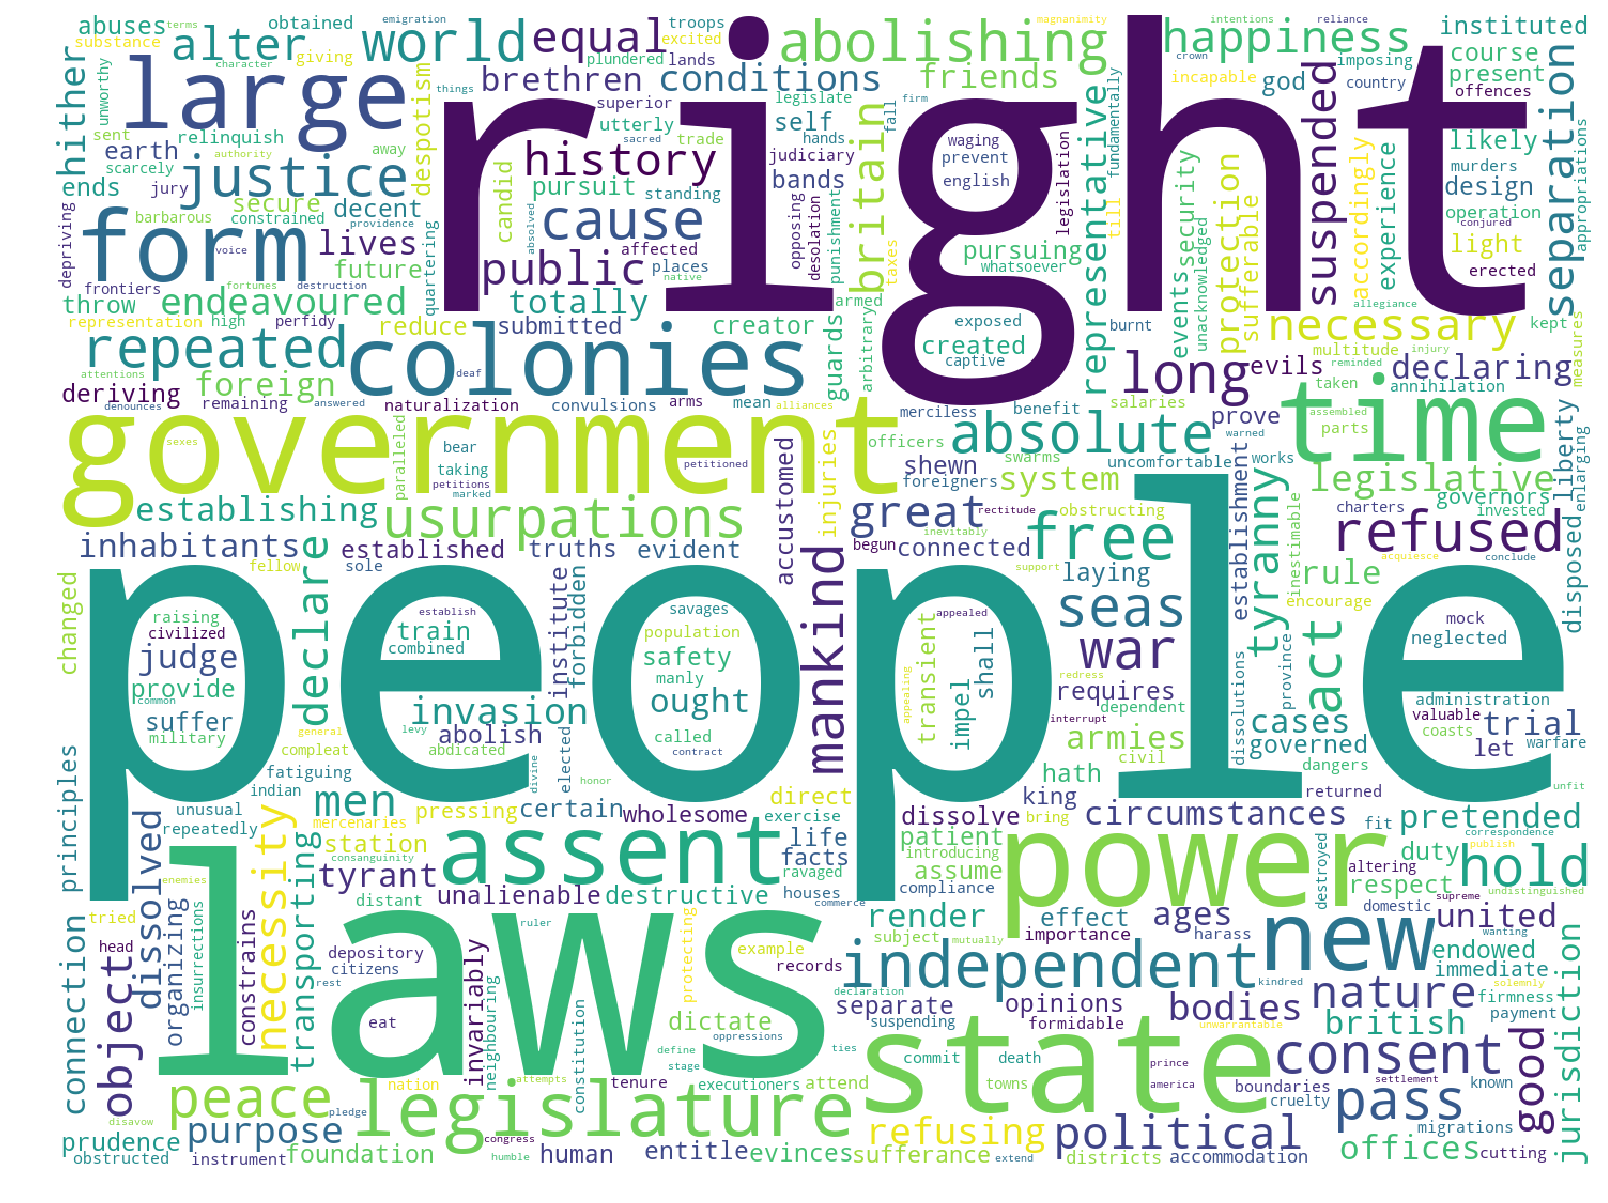 right
people
laws
government
state
power
large
form
colonies
time
new
legislature
assent
independent
world
alter
equal
abolishing
happiness
instituted
abuses
terms
obtained
emigration
troops
excited
magnanimity
intentions
reliance
substance
character
giving
plundered
lands
brethren
conditions
friends
crown
incapable
imposing
god
country
course
present
offences
unworthy
hither
things
superior
legislate
firm
utterly
self
fall
britain
representative
fundamentally
suspended
separation
appropriations
sent
relinquish
despotism
history
sacred
trade
hands
waging
prevent
english
legislation
security
likely
murders
earth
authority
away
scarcely
justice
judiciary
bands
ends
jury
candid
pursuit
standing
design
secure
decent
barbarous
constrained
providence
cause
absolved
opposing
desolation
punishment
till
protection
sufferable
accordingly
experience
operation
conjured
light
erected
depriving
voice
lives
affected
public
places
native
pursuing
whatsoever
taxes
events
unacknowledged
frontiers
future
fortunes
destruction
quartering
throw
endeavoured
totally
armed
allegiance
representation
high
perfidy
reduce
submitted
creator
guards
arbitrary
exposed
created
captive
burnt
necessary
kept
measures
repeated
multitude
injury
reminded
declaring
attentions
deaf
long
evils
deriving
foreign
taken
annihilation
denounces
remaining
answered
naturalization
convulsions
arms
mean
alliances
merciless
benefit
salaries
prove
assembled
parts
sexes
bear
paralleled
taking
petitions
marked
petitioned
accustomed
injuries
officers
absolute
warned
swarms
shewn
foreigners
system
uncomfortable
works
legislative
governors
invested
liberty
enlarging
establishing
usurpations
great
rectitude
obstructing
tyranny
establishment
inestimable
charters
disposed
refused
inhabitants
declare
established
truths
evident
sole
begun
connected
inevitably
free
support
laying
acquiesce
conclude
rule
encourage
fellow
changed
raising
civilized
judge
provide
common
suffer
military
establish
train
combined
institute
forbidden
savages
population
safety
manly
ought
called
contract
mankind
appealed
impel
shall
transient
appealing
seas
war
redress
requires
dependent
interrupt
province
act
mock
neglected
administration
valuable
coasts
trial
warfare
let
invasion
general
levy
abolish
compleat
abdicated
armies
civil
dissolutions
cases
governed
dangers
principles
fatiguing
indian
elected
divine
honor
hath
returned
unfit
unusual
repeatedly
men
mercenaries
pressing
certain
wholesome
direct
exercise
dissolve
king
bring
circumstances
fit
pretended
correspondence
publish
connection
dissolved
necessity
transporting
station
consanguinity
life
facts
patient
introducing
assume
destroyed
altering
duty
respect
hold
undistinguished
enemies
tyrant
unalienable
destructive
ravaged
houses
commerce
compliance
supreme
tried
distant
ruler
render
effect
ages
domestic
united
object
head
organizing
insurrections
constrains
depository
citizens
rest
invariably
protecting
example
records
subject
mutually
importance
harass
wanting
endowed
immediate
kindred
solemnly
eat
neighbouring
constitution
declaration
separate
suspending
opinions
formidable
bodies
unwarrantable
nature
firmness
payment
dictate
oppressions
define
ties
stage
british
jurisdiction
commit
death
prince
consent
good
peace
nation
attempts
tenure
executioners
attend
towns
america
boundaries
cruelty
settlement
known
pass
disavow
pledge
purpose
congress
refusing
political
migrations
prudence
obstructed
instrument
foundation
humble
human
entitle
evinces
sufferance
extend
districts
accommodation
offices
cutting